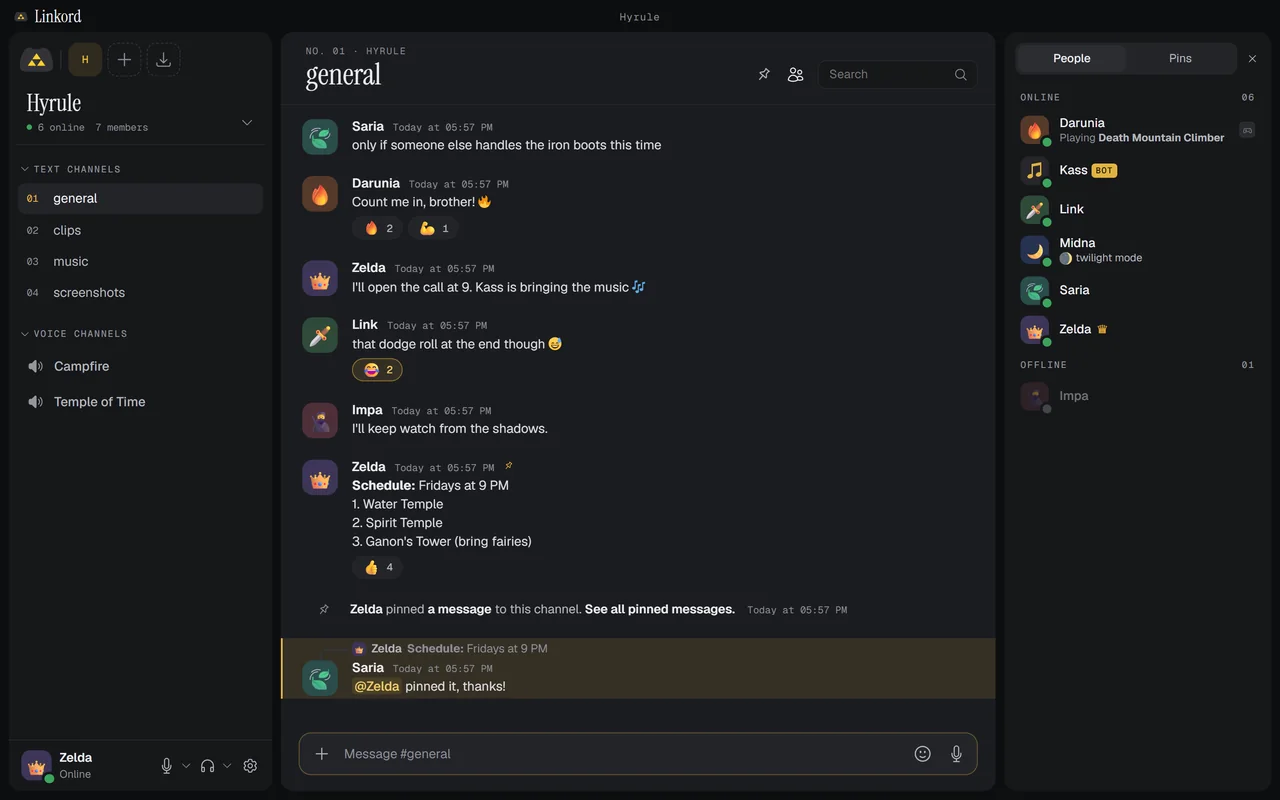 Linkord
Hyrule
H
Hyrule
6 online 7 members
TEXT CHANNELS
01 general
02 clips
03 music
04 screenshots
VOICE CHANNELS
Campfire
Temple of Time
Zelda
Online
NO. 01 · HYRULE
general
Search
Saria Today at 05:57 PM
only if someone else handles the iron boots this time
Darunia Today at 05:57 PM
Count me in, brother! 🔥
🔥 2 💪 1
Zelda Today at 05:57 PM
I'll open the call at 9. Kass is bringing the music 🎶
Link Today at 05:57 PM
that dodge roll at the end though 😅
😂 2
Impa Today at 05:57 PM
I'll keep watch from the shadows.
Zelda Today at 05:57 PM
Schedule: Fridays at 9 PM
1. Water Temple
2. Spirit Temple
3. Ganon's Tower (bring fairies)
👍 4
Zelda pinned a message to this channel. See all pinned messages. Today at 05:57 PM
Zelda Schedule: Fridays at 9 PM
Saria Today at 05:57 PM
@Zelda pinned it, thanks!
Message #general
People Pins
ONLINE 06
Darunia
Playing Death Mountain Climber
Kass BOT
Link
Midna
twilight mode
Saria
Zelda
OFFLINE 01
Impa